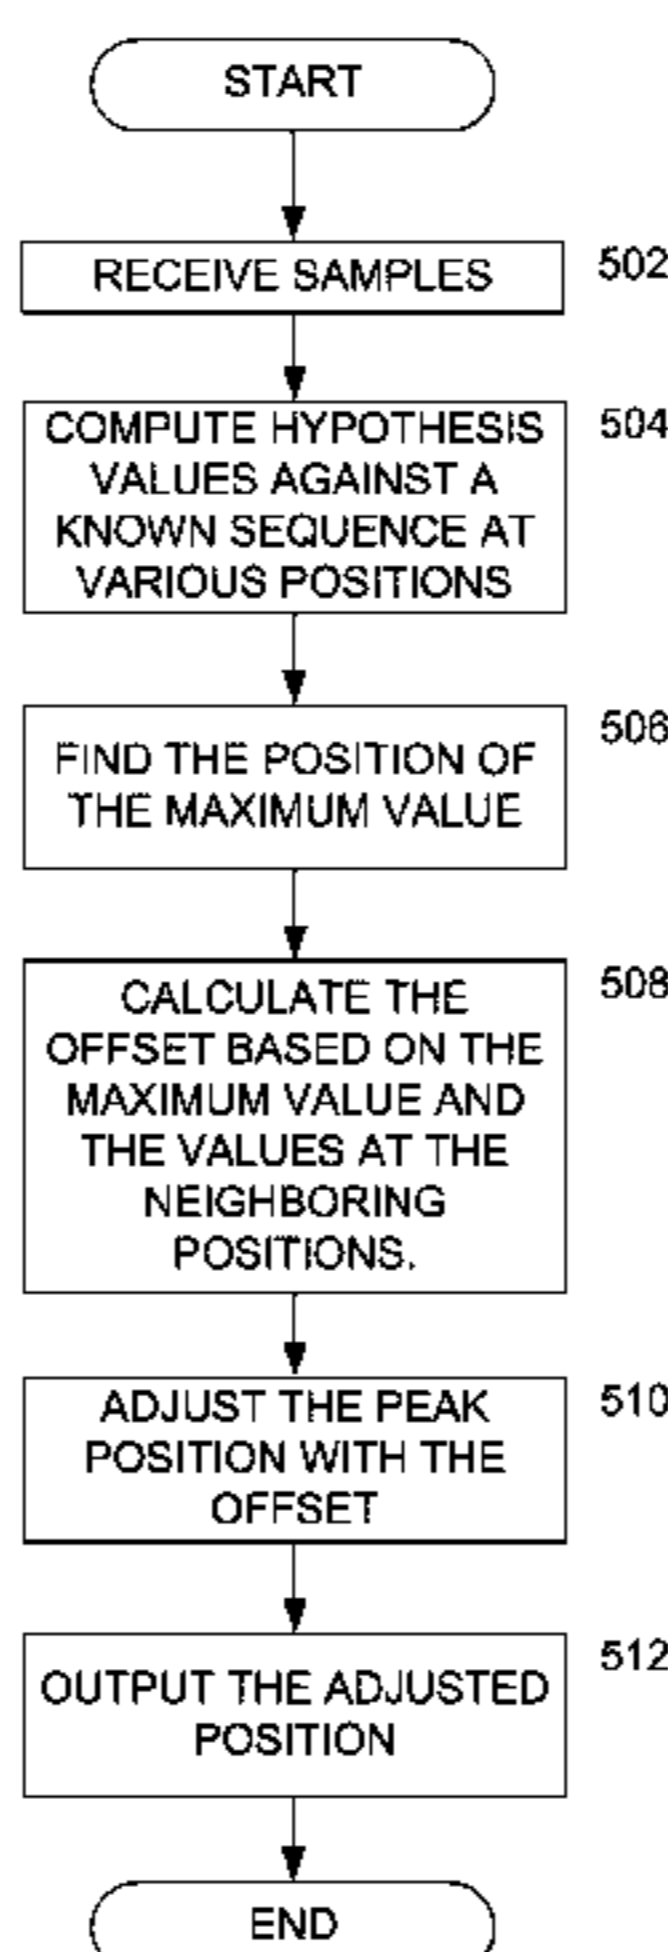 START
RECEIVE SAMPLES
502
COMPUTE HYPOTHESIS
VALUES AGAINST A
KNOWN SEQUENCE AT
VARIOUS POSITIONS
504
FIND THE POSITION OF
THE MAXIMUM VALUE
506
CALCULATE THE
OFFSET BASED ON THE
MAXIMUM VALUE AND
THE VALUES AT THE
NEIGHBORING
POSITIONS.
508
ADJUST THE PEAK
POSITION WITH THE
OFFSET
510
OUTPUT THE ADJUSTED
POSITION
512
END